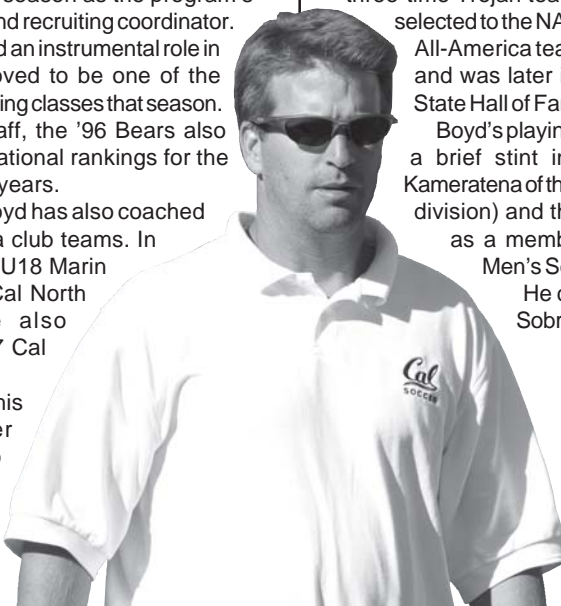 season as the program's
nd recruiting coordinator.
d an instrumental role in
oved to be one of the
ing classes that season.
aff, the '96 Bears also
ational rankings for the
years.
oyd has also coached
a club teams. In
U18 Marin
Cal North
also
Cal
his
er
three-time Trojan tea
selected to the NA
All-America tea
and was later i
State Hall of Fa
Boyd's playin
a brief stint in
Kameratena of th
division) and th
as a memb
Men's S
He
Sobr
Cal
SOCCER